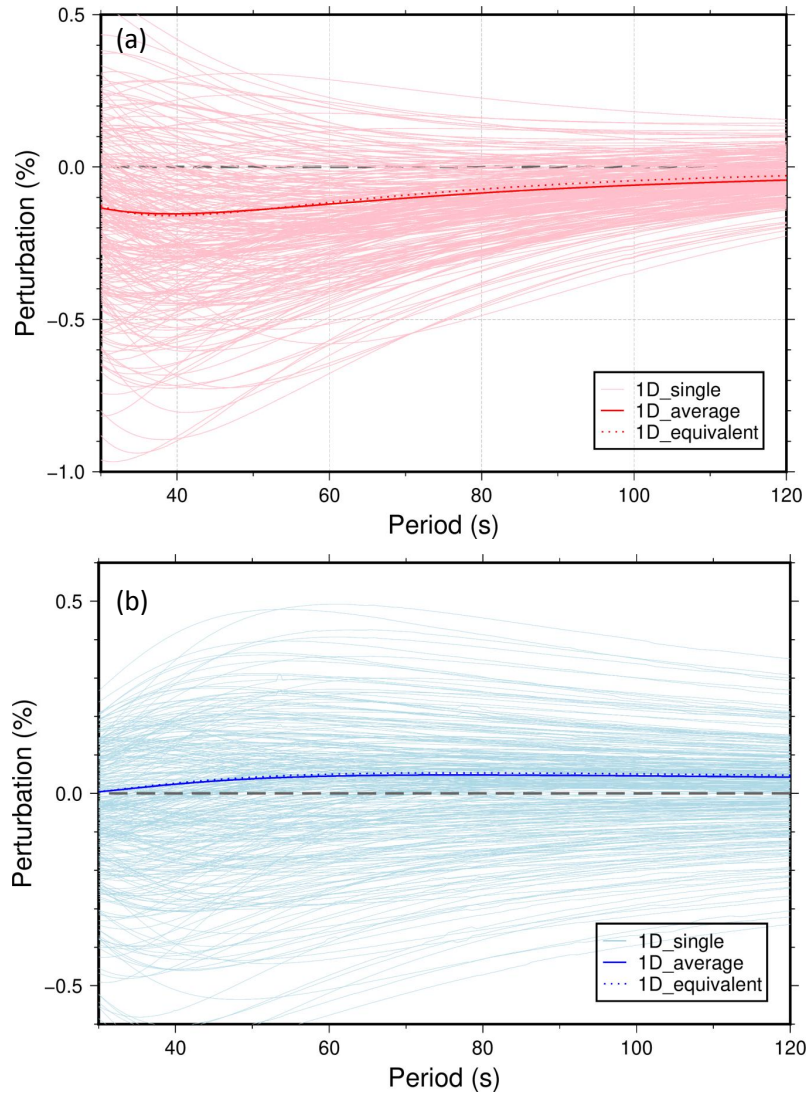 (a)
0.5
0.0
−0.5
−1.0
Perturbation (%)
1D_single
1D_average
1D_equivalent
40 60 80 100 120
Period (s)
(b)
0.5
0.0
−0.5
Perturbation (%)
1D_single
1D_average
1D_equivalent
40 60 80 100 120
Period (s)